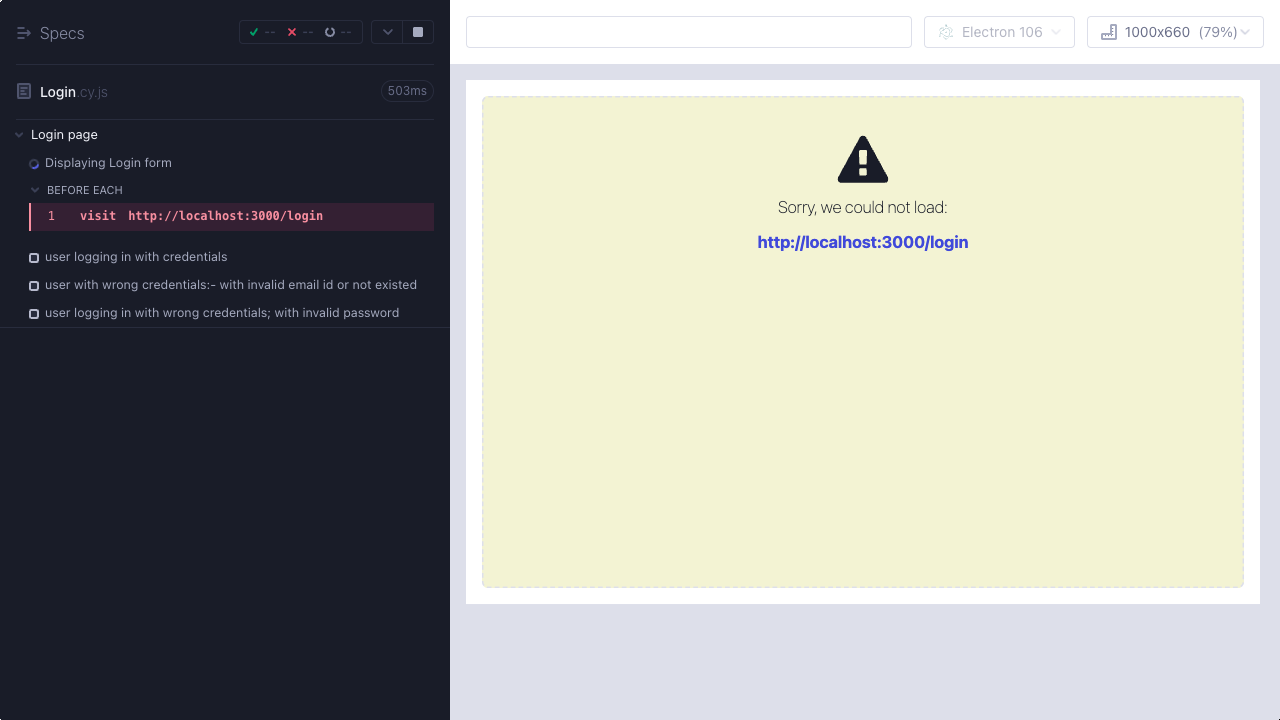 Specs
--
--
--
Electron 106
1000x660 (79%)
Login.cy.js
503ms
Login page
Displaying Login form
BEFORE EACH
1 visit http://localhost:3000/login
user logging in with credentials
user with wrong credentials:- with invalid email id or not existed
user logging in with wrong credentials; with invalid password
Sorry, we could not load:
http://localhost:3000/login